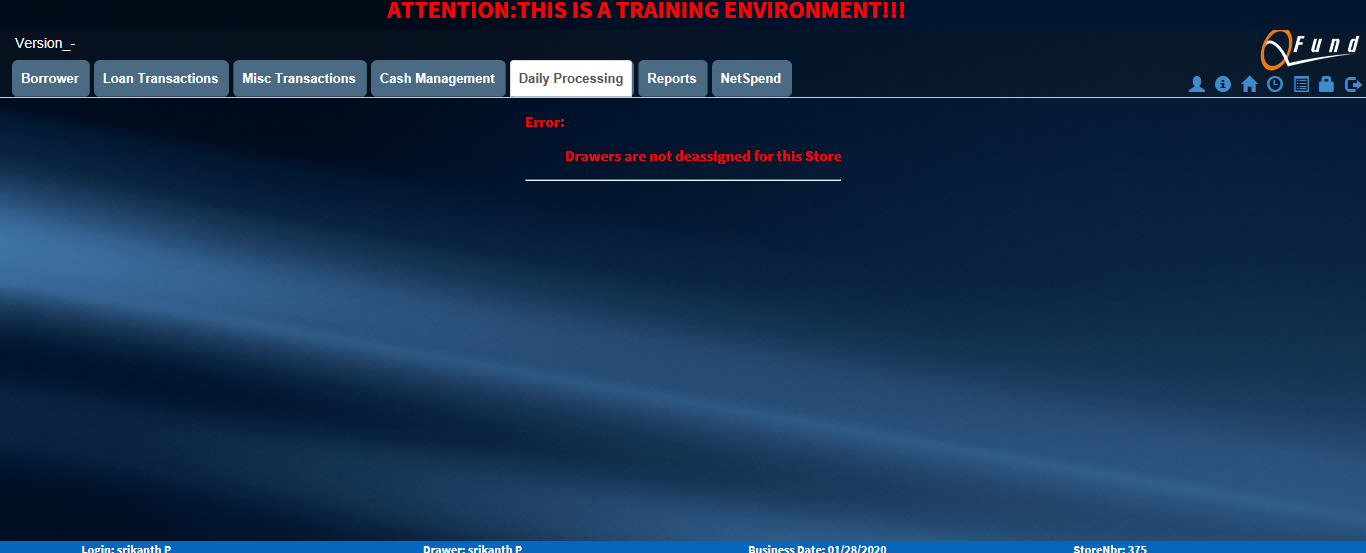 ATTENTION:THIS IS A TRAINING ENVIRONMENT!!!
Version_-
Fund
Borrower Loan Transactions Misc Transactions Cash Management Daily Processing Reports NetSpend
Error:
Drawers are not deassigned for this Store
Login: srikanth P Drawer: srikanth P Business Date: 01/28/2020 StoreNbr: 375